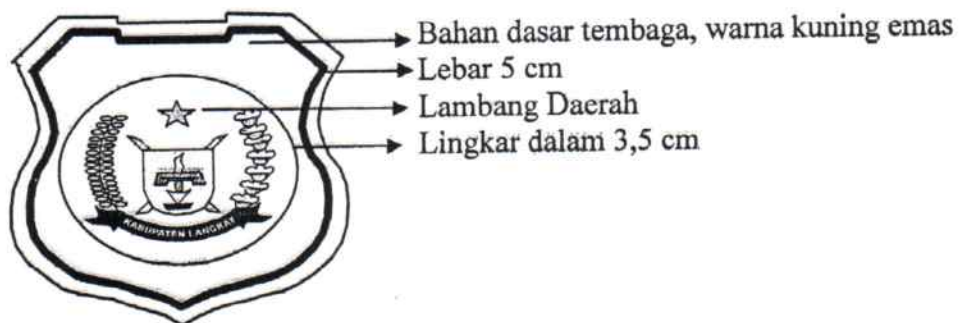 Bahan dasar tembaga, warna kuning emas
Lebar 5 cm
Lambang Daerah
Lingkar dalam 3,5 cm
KABUPATEN LANGKAT